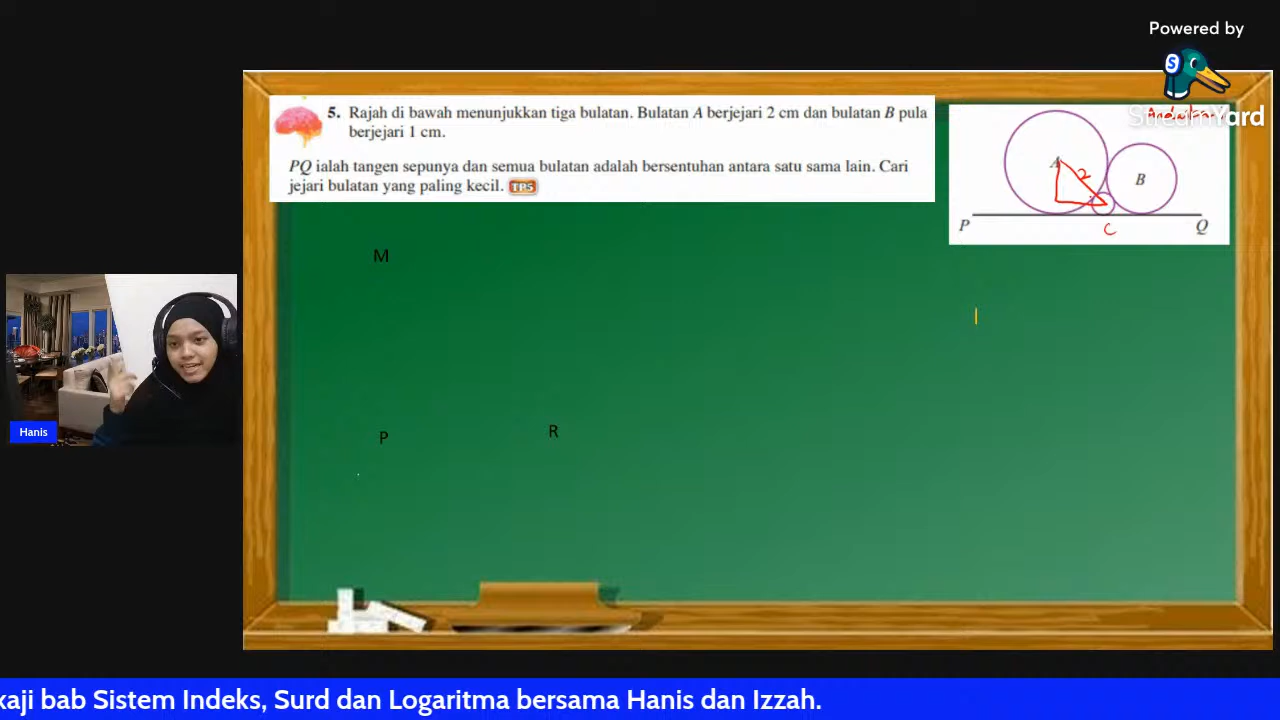 Powered by
StreamYard
5. Rajah di bawah menunjukkan tiga bulatan. Bulatan A berjejari 2 cm dan bulatan B pula
berjejari 1 cm.
PQ ialah tangen sepunya dan semua bulatan adalah bersentuhan antara satu sama lain. Cari
jejari bulatan yang paling kecil. TP5
A
2
B
P
C
Q
M
P
R
Hanis
kaji bab Sistem Indeks, Surd dan Logaritma bersama Hanis dan Izzah.